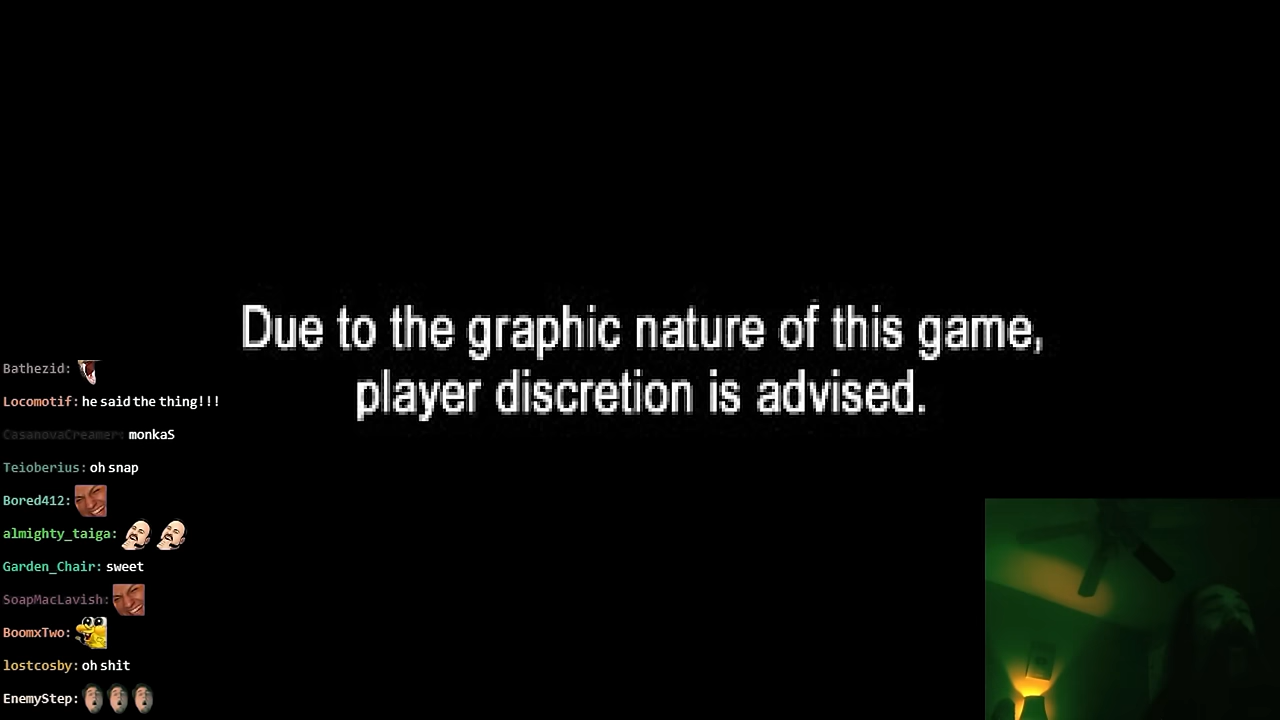 Due to the graphic nature of this game,
player discretion is advised.
Bathezid:
Locomotif: he said the thing!!!
CasanovaCreamer: monkaS
Teioberius: oh snap
Bored412:
almighty_taiga:
Garden_Chair: sweet
SoapMacLavish:
BoomxTwo:
lostcosby: oh shit
EnemyStep: